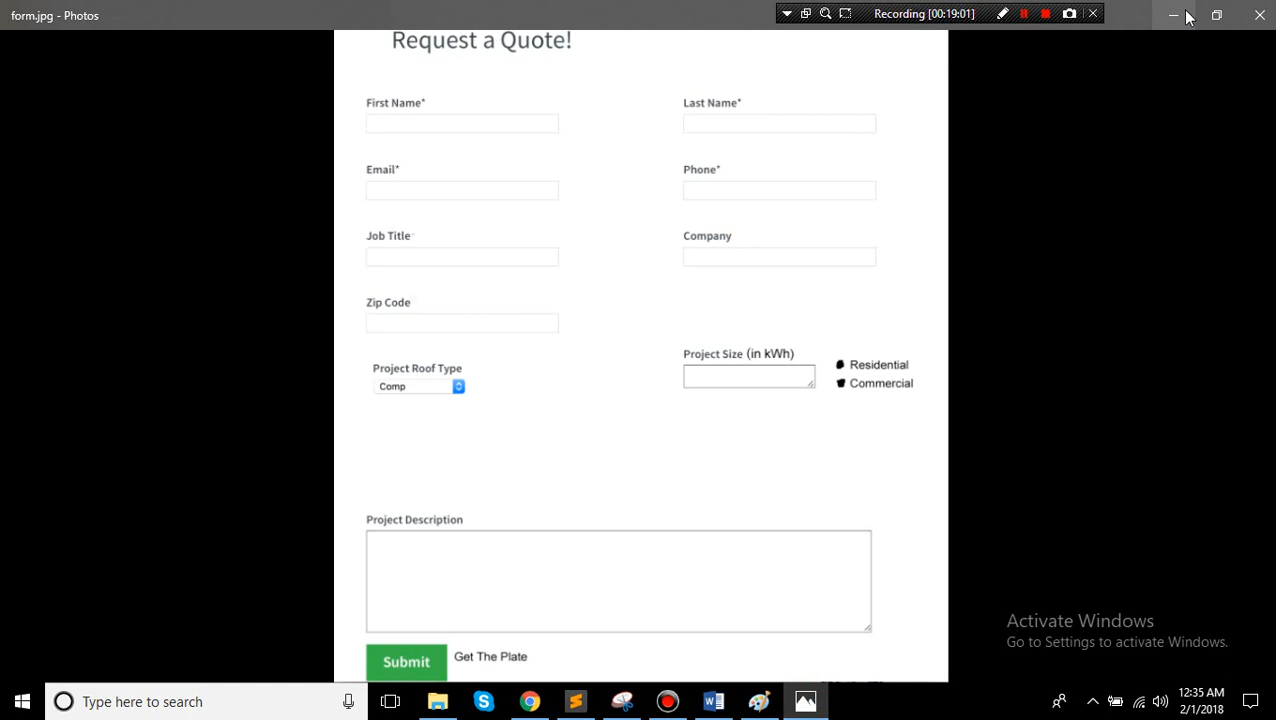 form.jpg - Photos
Recording [00:19:01]
Request a Quote!
First Name*
Last Name*
Email*
Phone*
Job Title
Company
Zip Code
Project Size (in kWh)
Residential
Project Roof Type
Comp
Commercial
Project Description
Submit
Get The Plate
Activate Windows
Go to Settings to activate Windows.
Type here to search
12:35 AM
2/1/2018